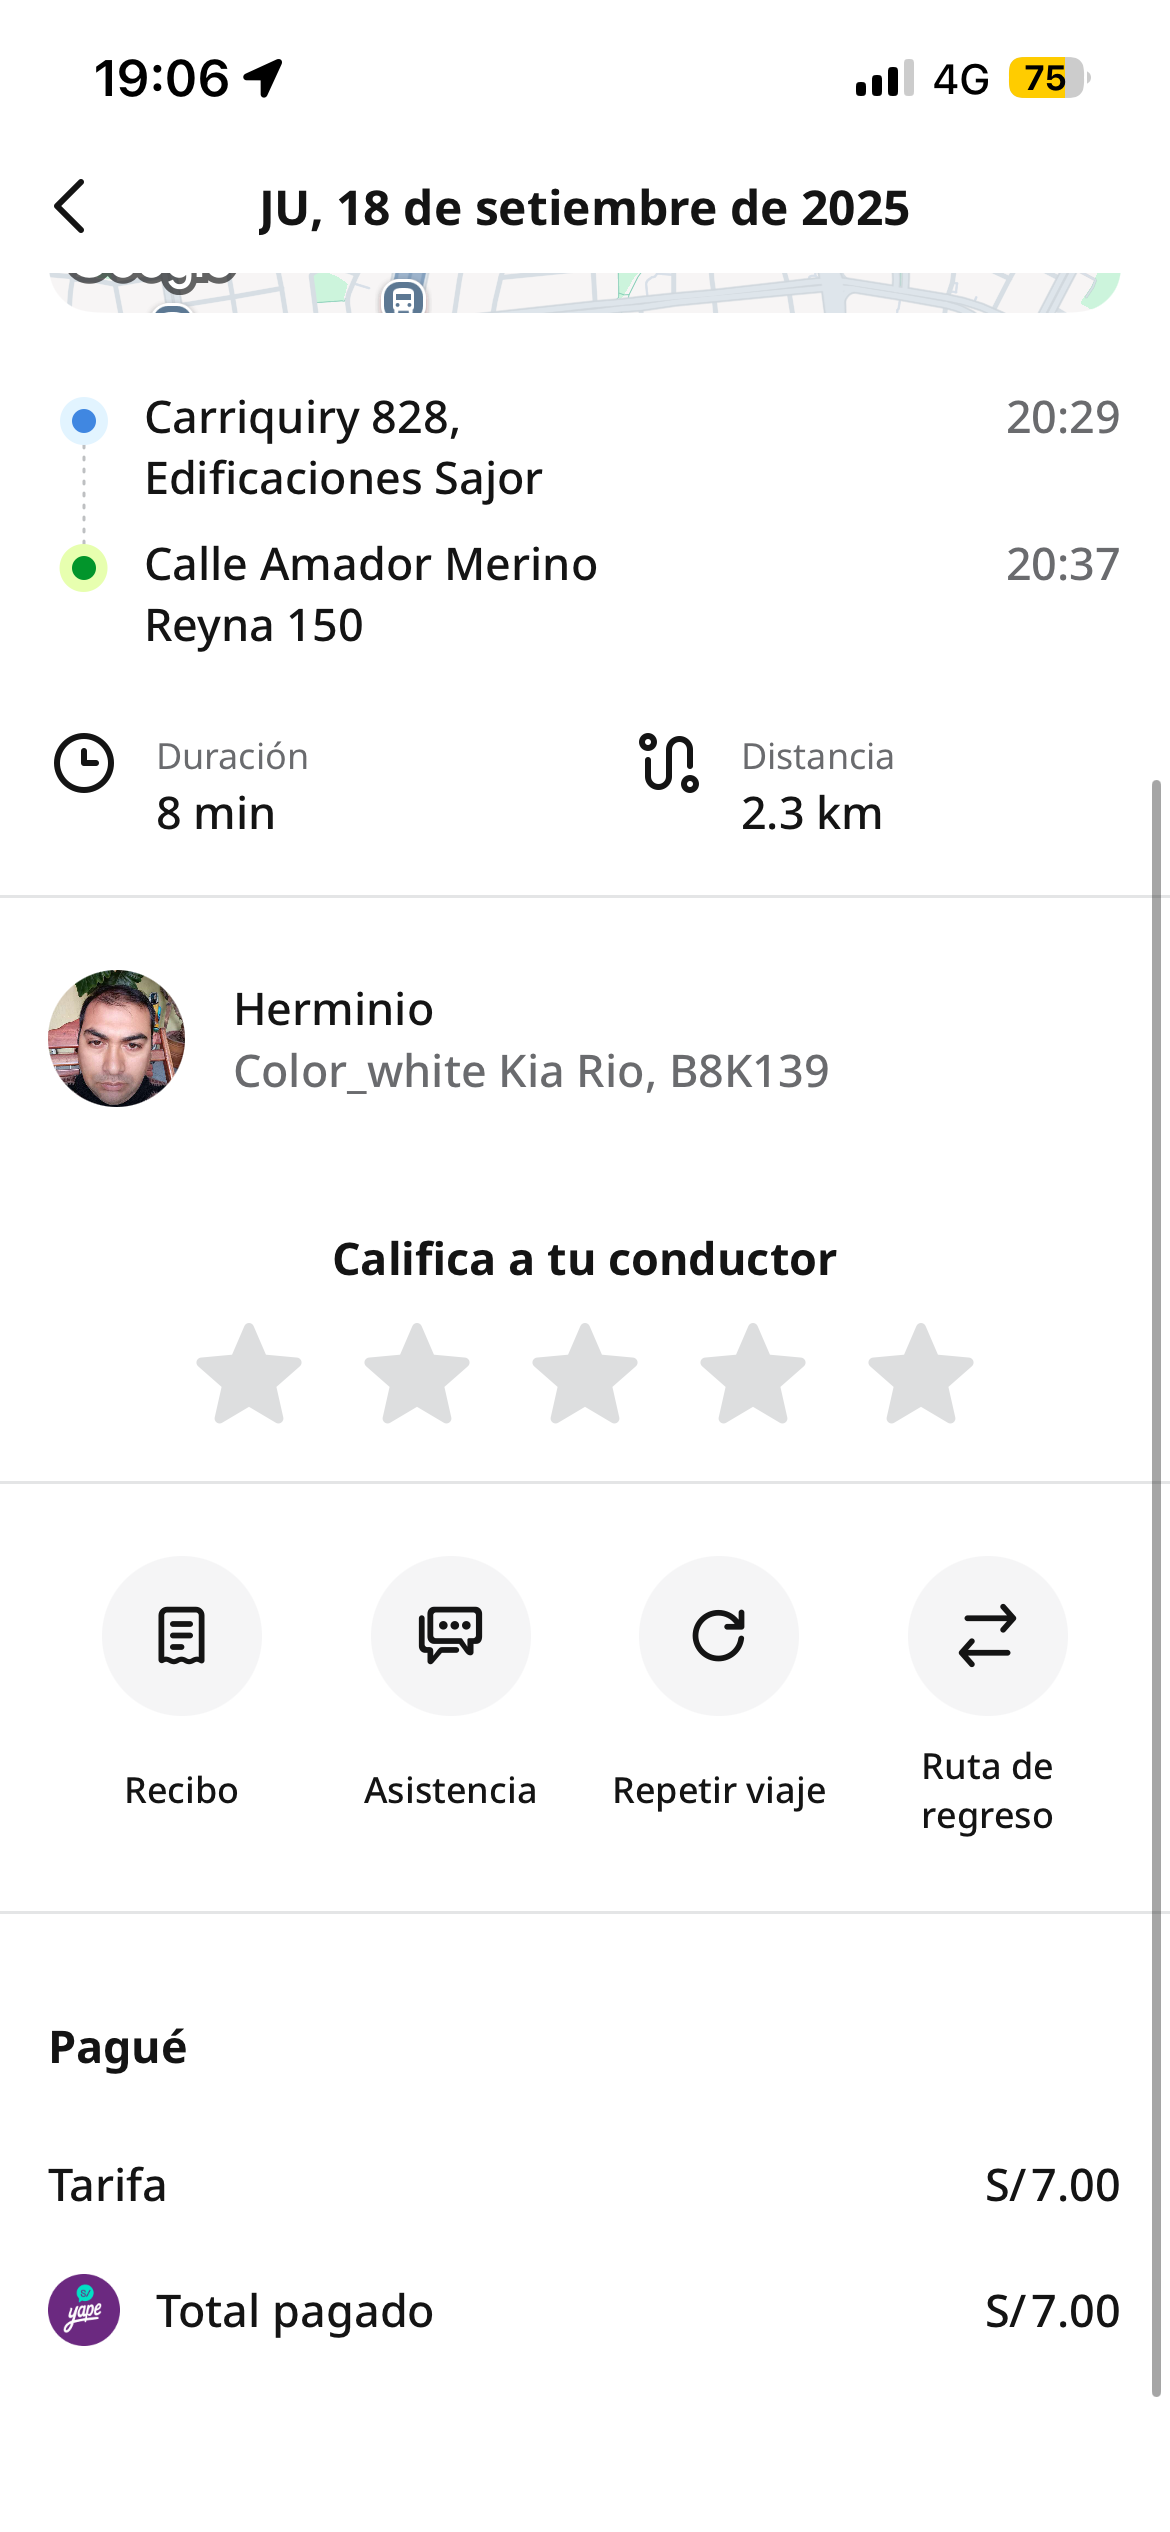 19:06
4G 75
JU, 18 de setiembre de 2025
Carriquiry 828,
20:29
Edificaciones Sajor
Calle Amador Merino
20:37
Reyna 150
Duración
Distancia
8 min
2.3 km
Herminio
Color_white Kia Rio, B8K139
Califica a tu conductor
Recibo
Asistencia
Repetir viaje
Ruta de
regreso
Pagué
Tarifa
S/7.00
S/
yape
Total pagado
S/7.00